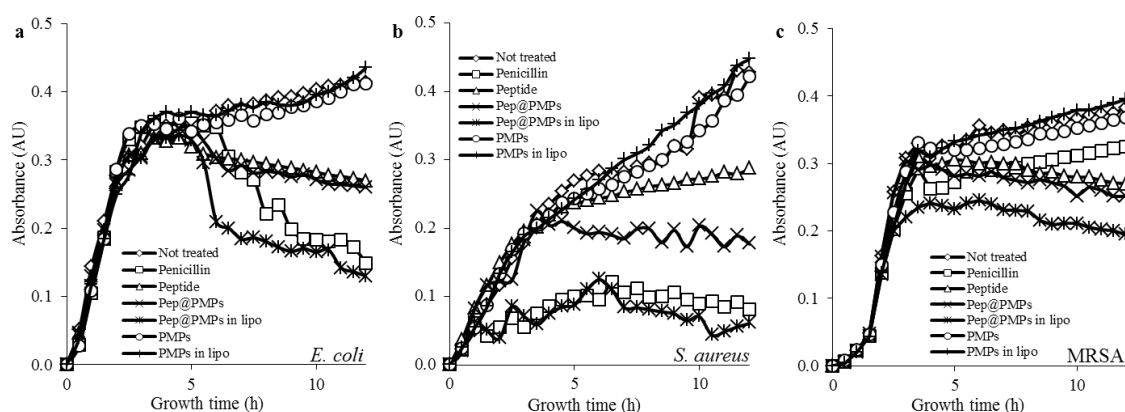 a
0.5
0.4
0.3
0.2
0.1
0.0
Absorbance (AU)
Not treated
Penicillin
Peptide
Pep@PMPs
Pep@PMPs in lipo
PMPs
PMPs in lipo
E. coli
0 5 10
Growth time (h)
b
0.5
0.4
0.3
0.2
0.1
0.0
Absorbance (AU)
Not treated
Penicillin
Peptide
Pep@PMPs
Pep@PMPs in lipo
PMPs
PMPs in lipo
S. aureus
0 5 10
Growth time (h)
c
0.5
0.4
0.3
0.2
0.1
0.0
Absorbance (AU)
Not treated
Penicillin
Peptide
Pep@PMPs
Pep@PMPs in lipo
PMPs
PMPs in lipo
MRSA
0 5 10
Growth time (h)